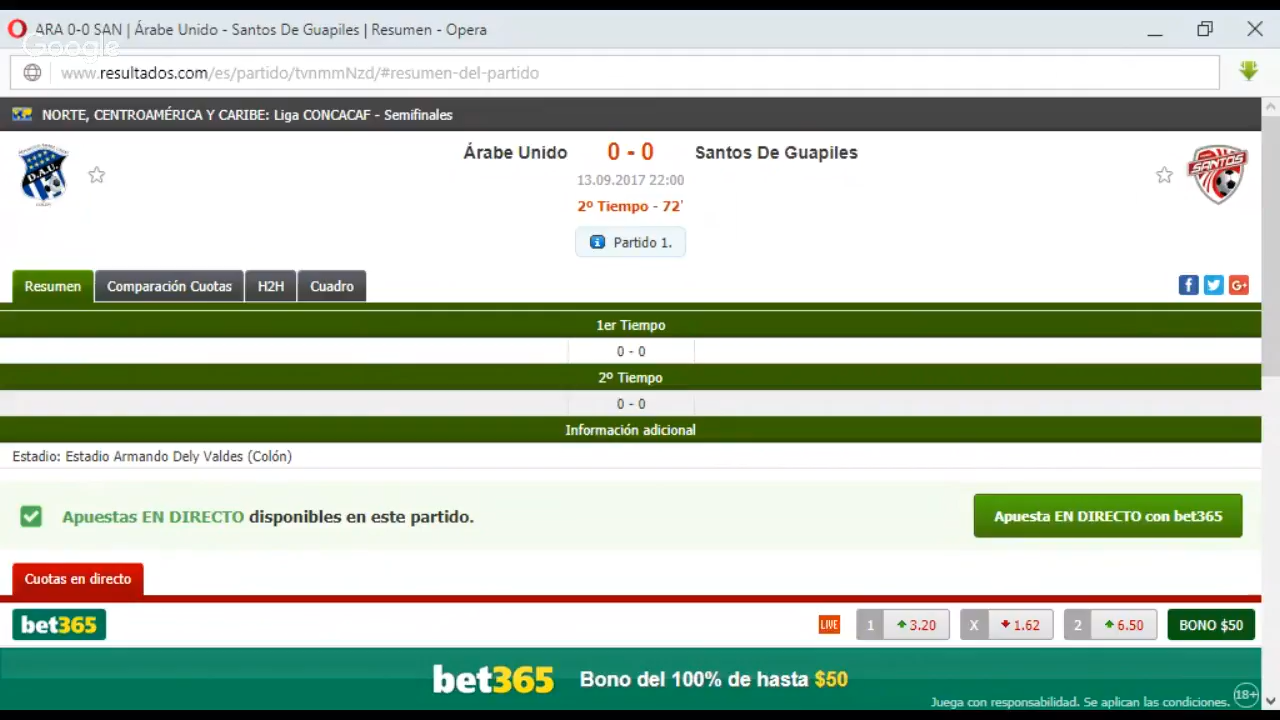 ARA 0-0 SAN | Árabe Unido - Santos De Guapiles | Resumen - Opera
Google
www.resultados.com/es/partido/tvnmmNzd/#resumen-del-partido
NORTE, CENTROAMÉRICA Y CARIBE: Liga CONCACAF - Semifinales
D.A.U.
Árabe Unido 0 - 0 Santos De Guapiles
SANTOS
13.09.2017 22:00
2º Tiempo - 72'
Partido 1.
Resumen Comparación Cuotas H2H Cuadro
1er Tiempo
0 - 0
2º Tiempo
0 - 0
Información adicional
Estadio: Estadio Armando Dely Valdes (Colón)
Apuestas EN DIRECTO disponibles en este partido.
Apuesta EN DIRECTO con bet365
Cuotas en directo
bet365 LIVE 1 3.20 X 1.62 2 6.50 BONO $50
bet365 Bono del 100% de hasta $50
Juega con responsabilidad. Se aplican las condiciones. 18+